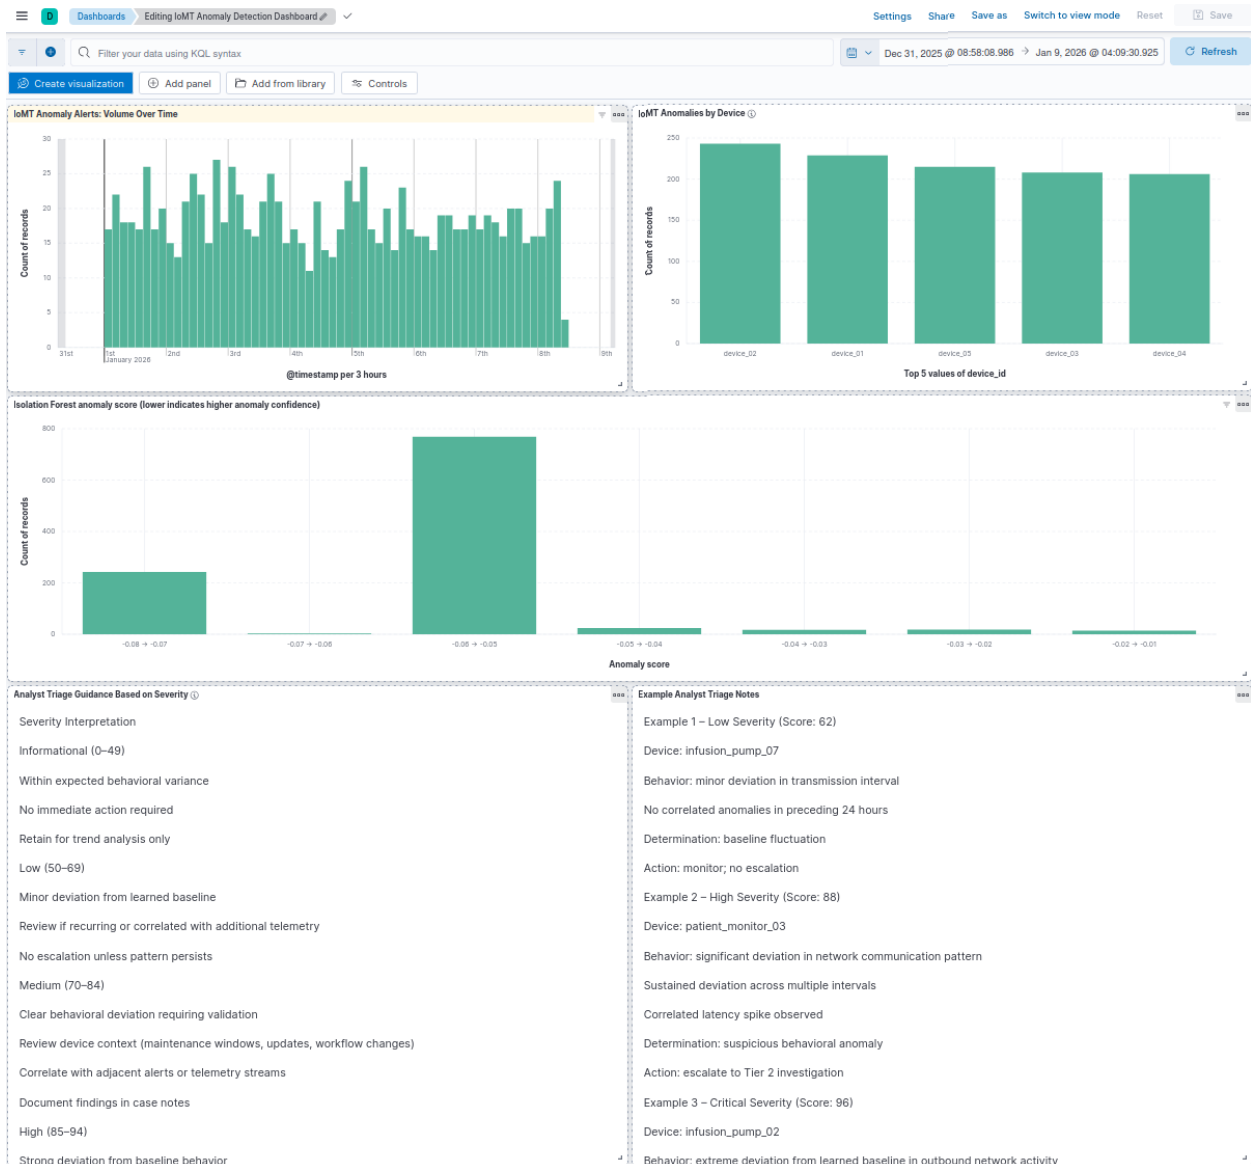 D Dashboards Editing IoMT Anomaly Detection Dashboard Settings Share Save as Switch to view mode Reset Save
Filter your data using KQL syntax Dec 31, 2025 @ 08:58:08.986 → Jan 9, 2026 @ 04:09:30.925 Refresh
Create visualization Add panel Add from library Controls
IoMT Anomaly Alerts: Volume Over Time
30
25
20
15
10
5
0
Count of records
31st 1st 2nd 3rd 4th 5th 6th 7th 8th 9th
January 2026
@timestamp per 3 hours
IoMT Anomalies by Device
250
200
150
100
50
0
Count of records
device_02 device_01 device_05 device_03 device_04
Top 5 values of device_id
Isolation Forest anomaly score (lower indicates higher anomaly confidence)
800
600
400
200
0
Count of records
-0.08 → -0.07 -0.07 → -0.06 -0.06 → -0.05 -0.05 → -0.04 -0.04 → -0.03 -0.03 → -0.02 -0.02 → -0.01
Anomaly score
Analyst Triage Guidance Based on Severity
Severity Interpretation
Informational (0–49)
Within expected behavioral variance
No immediate action required
Retain for trend analysis only
Low (50–69)
Minor deviation from learned baseline
Review if recurring or correlated with additional telemetry
No escalation unless pattern persists
Medium (70–84)
Clear behavioral deviation requiring validation
Review device context (maintenance windows, updates, workflow changes)
Correlate with adjacent alerts or telemetry streams
Document findings in case notes
High (85–94)
Strong deviation from baseline behavior
Example Analyst Triage Notes
Example 1 – Low Severity (Score: 62)
Device: infusion_pump_07
Behavior: minor deviation in transmission interval
No correlated anomalies in preceding 24 hours
Determination: baseline fluctuation
Action: monitor; no escalation
Example 2 – High Severity (Score: 88)
Device: patient_monitor_03
Behavior: significant deviation in network communication pattern
Sustained deviation across multiple intervals
Correlated latency spike observed
Determination: suspicious behavioral anomaly
Action: escalate to Tier 2 investigation
Example 3 – Critical Severity (Score: 96)
Device: infusion_pump_02
Behavior: extreme deviation from learned baseline in outbound network activity